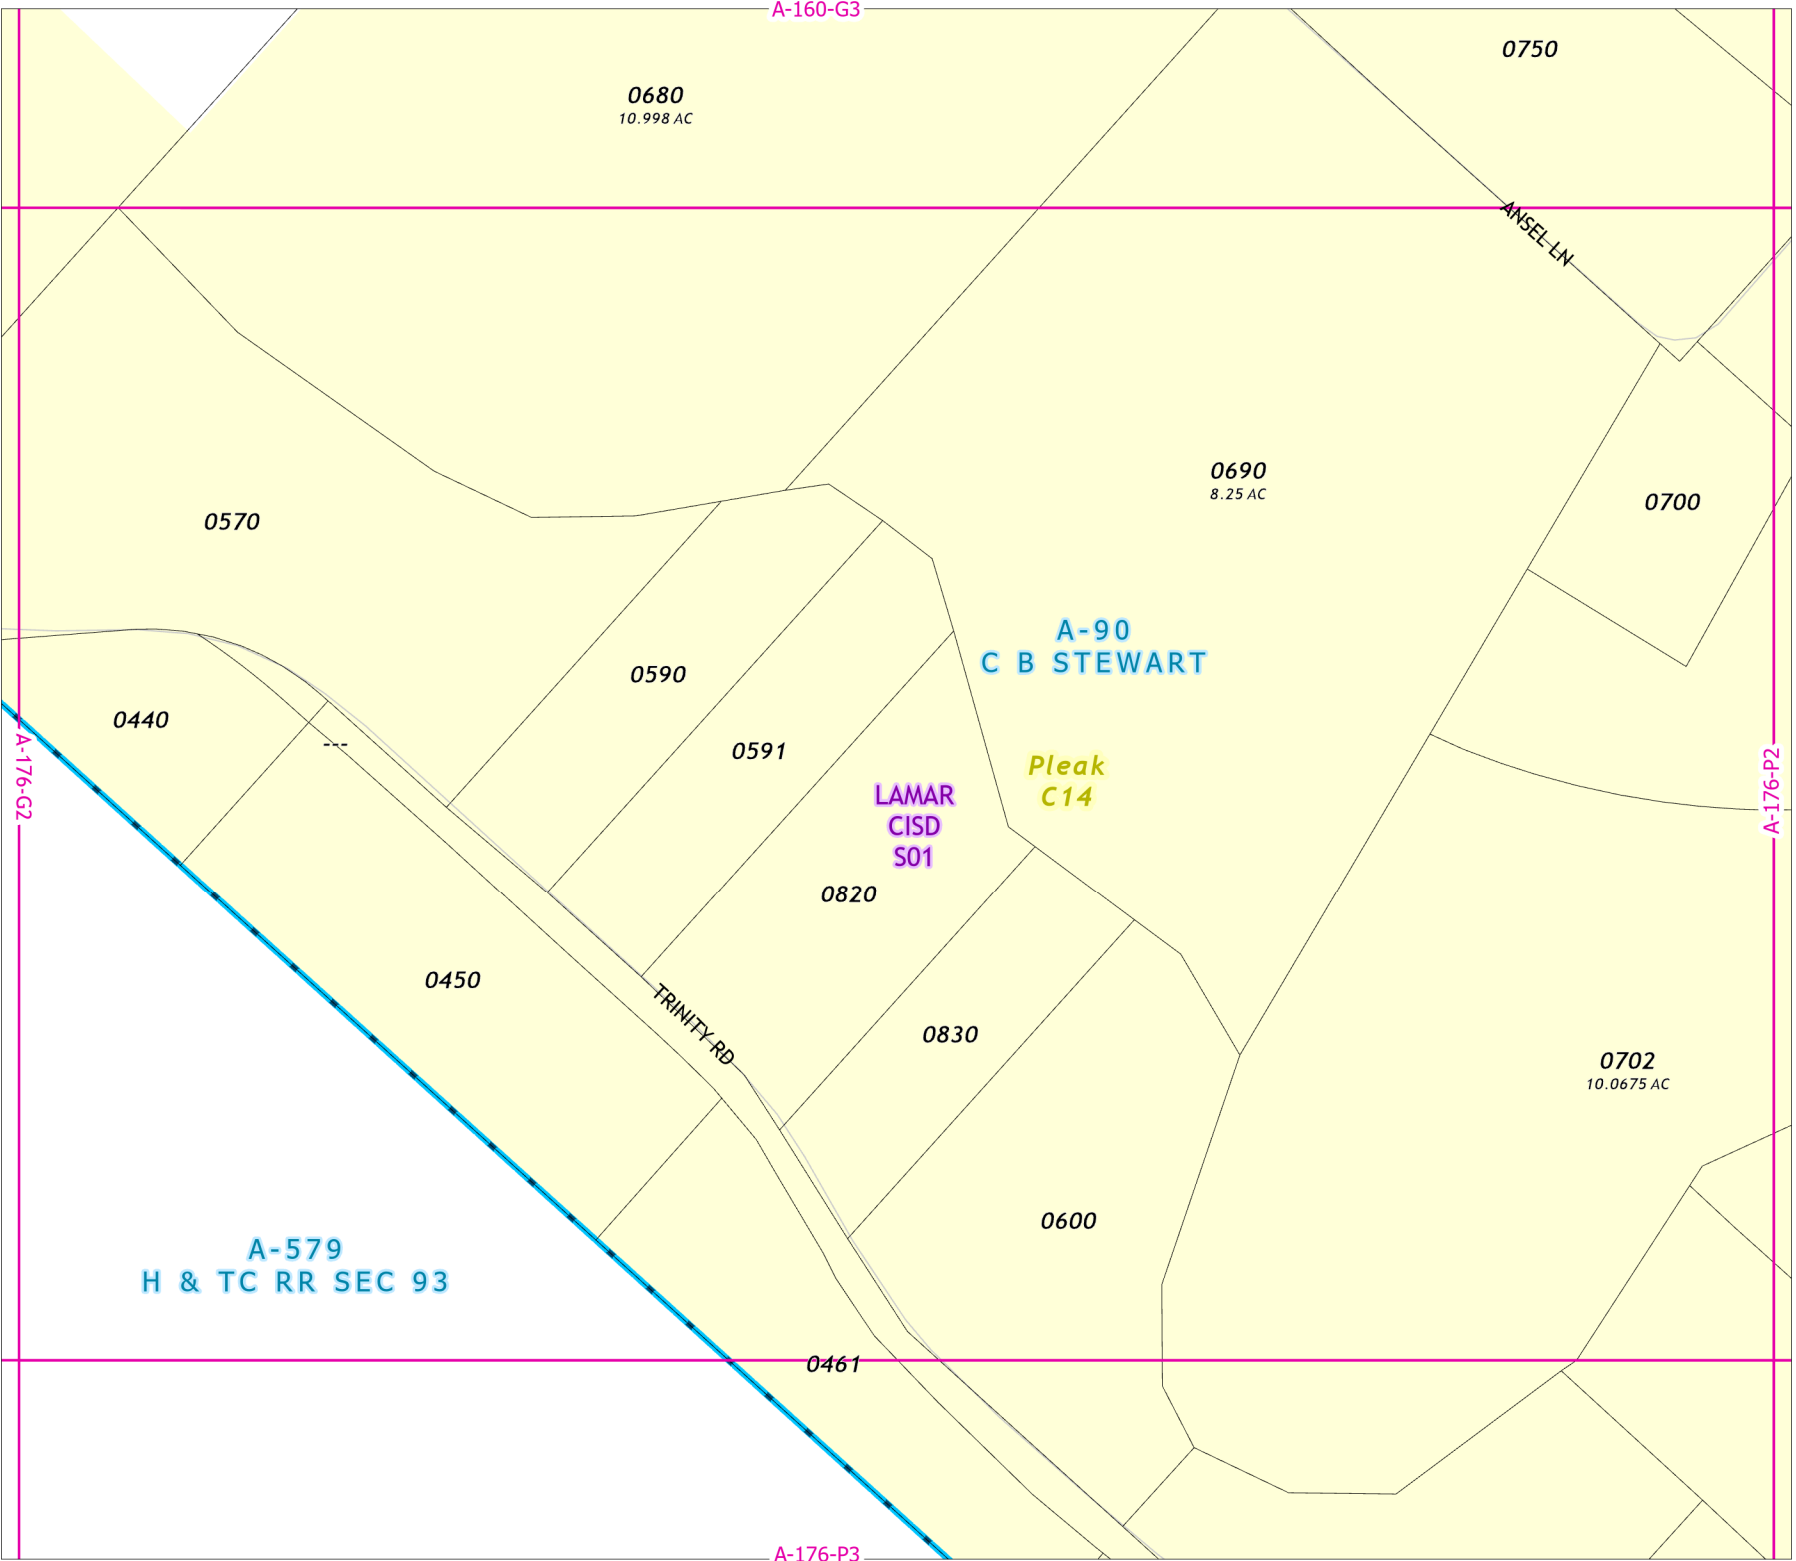 A-160-G3
0750
0680
10.998 AC
ANSEL LN
0690
8.25 AC
0700
0570
A-90
C B STEWART
0590
0440
---
0591
Pleak
C14
LAMAR
CISD
S01
A-176-G2
A-176-P2
0820
0450
TRINITY RD
0830
0702
10.0675 AC
0600
A-579
H & TC RR SEC 93
0461
A-176-P3